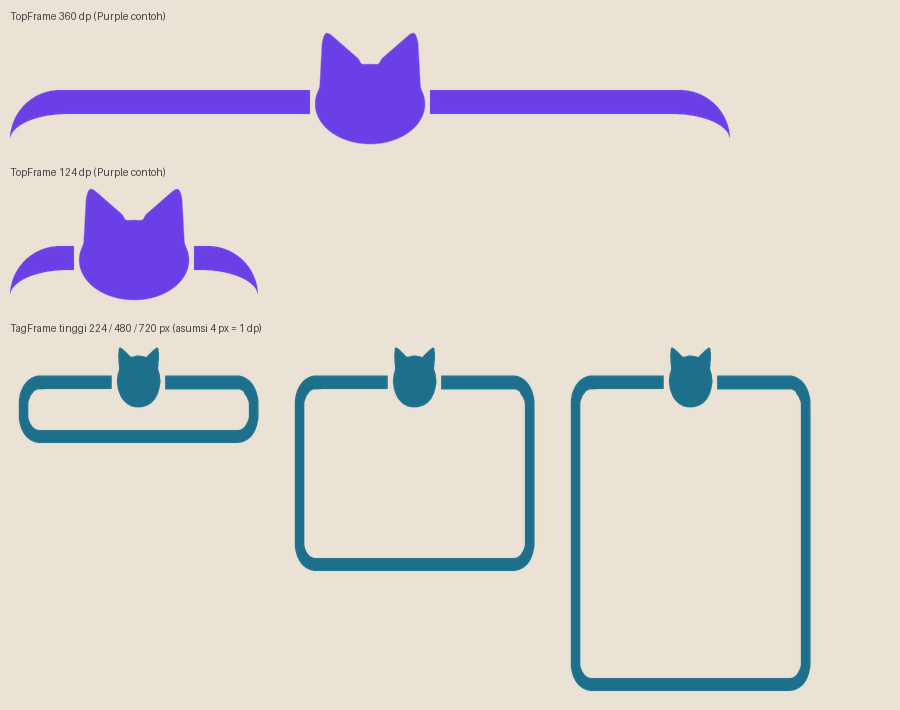 TopFrame 360 dp (Purple contoh)
TopFrame 124 dp (Purple contoh)
TagFrame tinggi 224 / 480 / 720 px (asumsi 4 px = 1 dp)